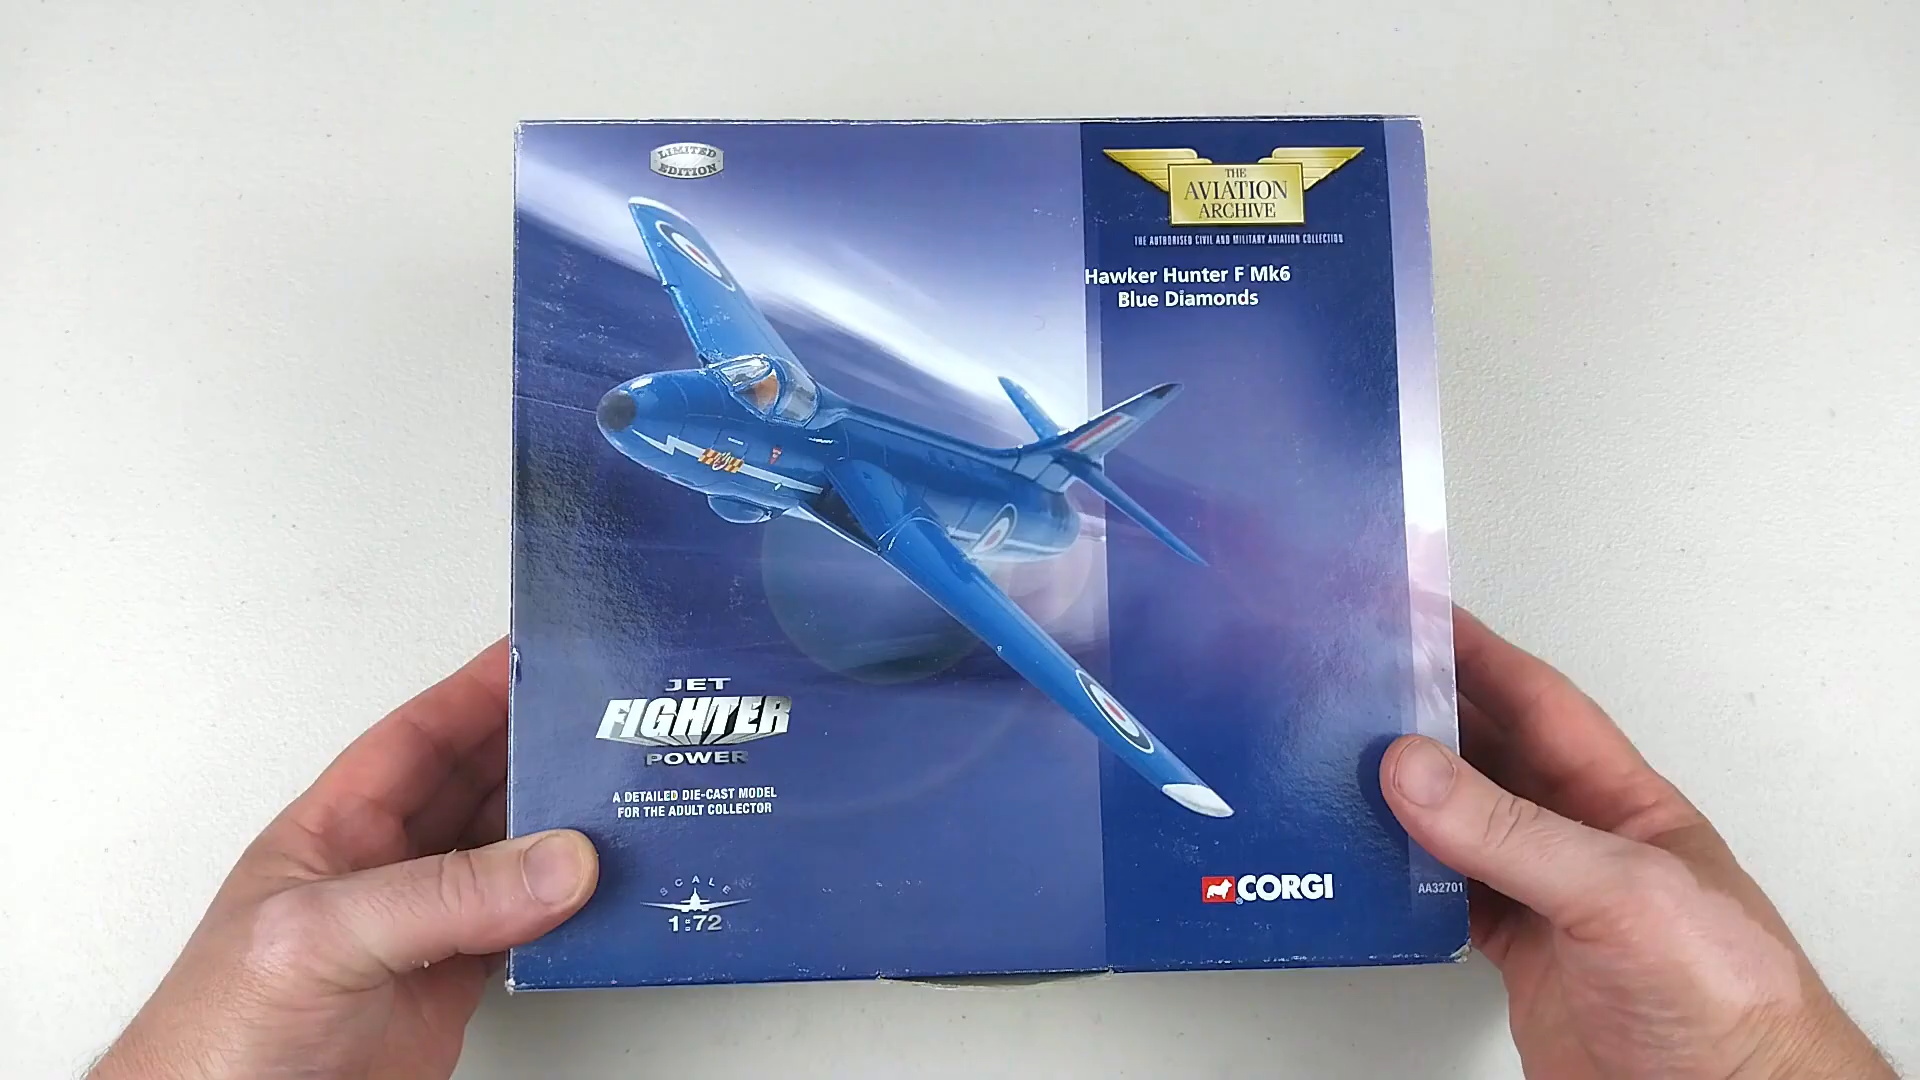 LIMITED
EDITION
THE
AVIATION
ARCHIVE
THE AUTHORISED CIVIL AND MILITARY AVIATION COLLECTION
Hawker Hunter F Mk6
Blue Diamonds
JET
FIGHTER
POWER
A DETAILED DIE-CAST MODEL
FOR THE ADULT COLLECTOR
SCALE
1:72
CORGI
AA32701